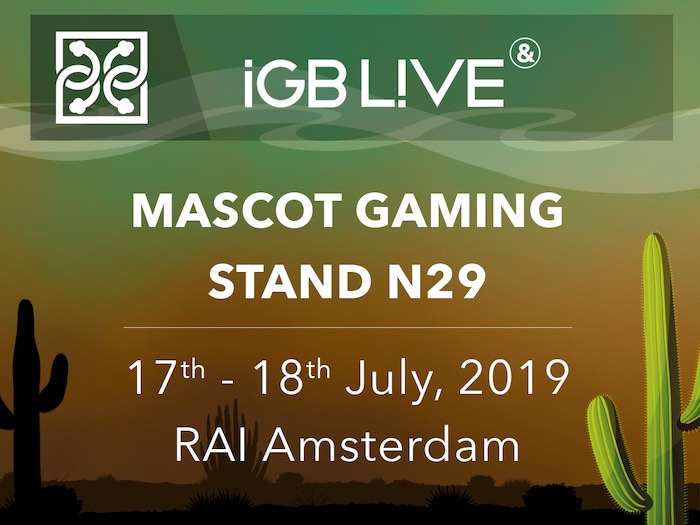 iGB L!VE &
MASCOT GAMING
STAND N29
17th - 18th July, 2019
RAI Amsterdam